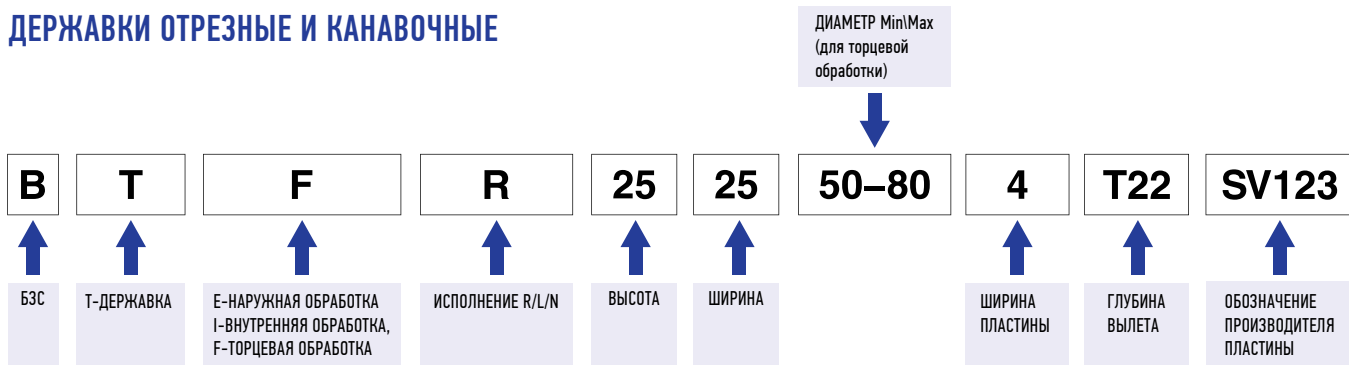 ДЕРЖАВКИ ОТРЕЗНЫЕ И КАНАВОЧНЫЕ
ДИАМЕТР Min\Max
(для торцевой
обработки)
B T F R 25 25 50–80 4 T22 SV123
БЗС
Т-ДЕРЖАВКА
Е-НАРУЖНАЯ ОБРАБОТКА
I-ВНУТРЕННЯЯ ОБРАБОТКА,
F-ТОРЦЕВАЯ ОБРАБОТКА
ИСПОЛНЕНИЕ R/L/N
ВЫСОТА
ШИРИНА
ШИРИНА
ПЛАСТИНЫ
ГЛУБИНА
ВЫЛЕТА
ОБОЗНАЧЕНИЕ
ПРОИЗВОДИТЕЛЯ
ПЛАСТИНЫ